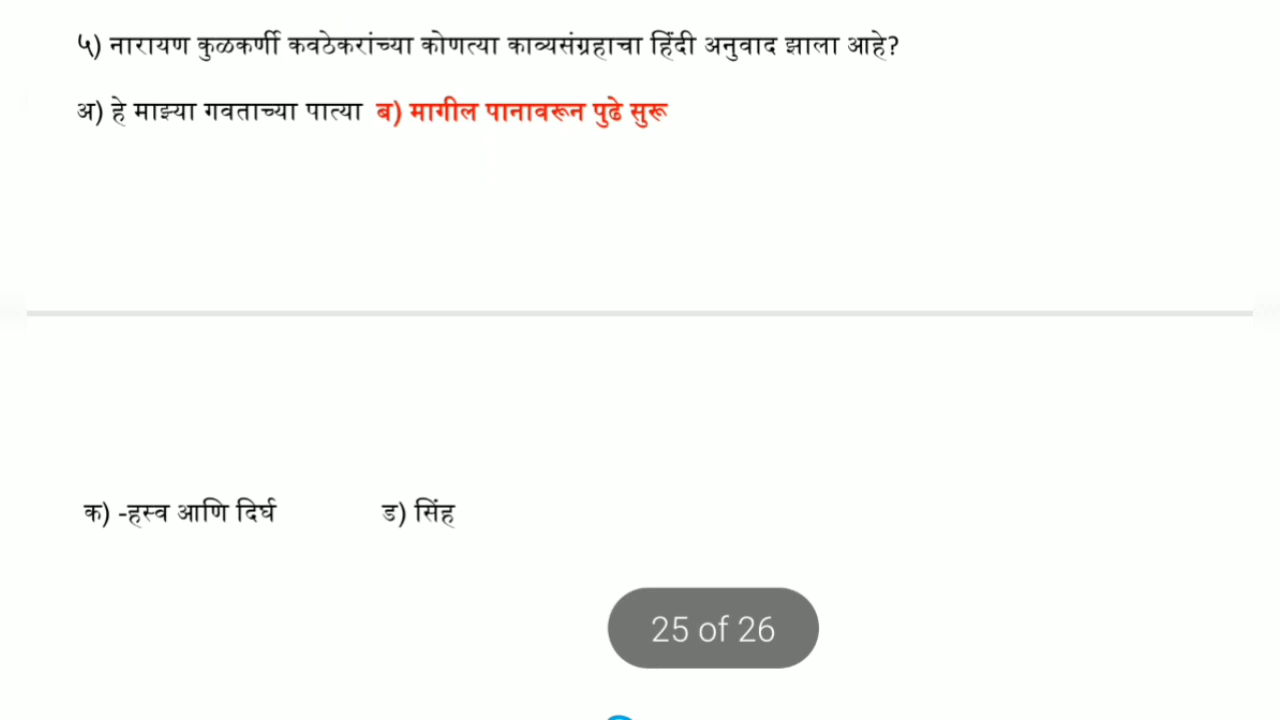 ५) नारायण कुळकर्णी कवठेकरांच्या कोणत्या काव्यसंग्रहाचा हिंदी अनुवाद झाला आहे?
अ) हे माझ्या गवताच्या पात्या ब) मागील पानावरून पुढे सुरू
क) -हस्व आणि दिर्घ ड) सिंह
25 of 26